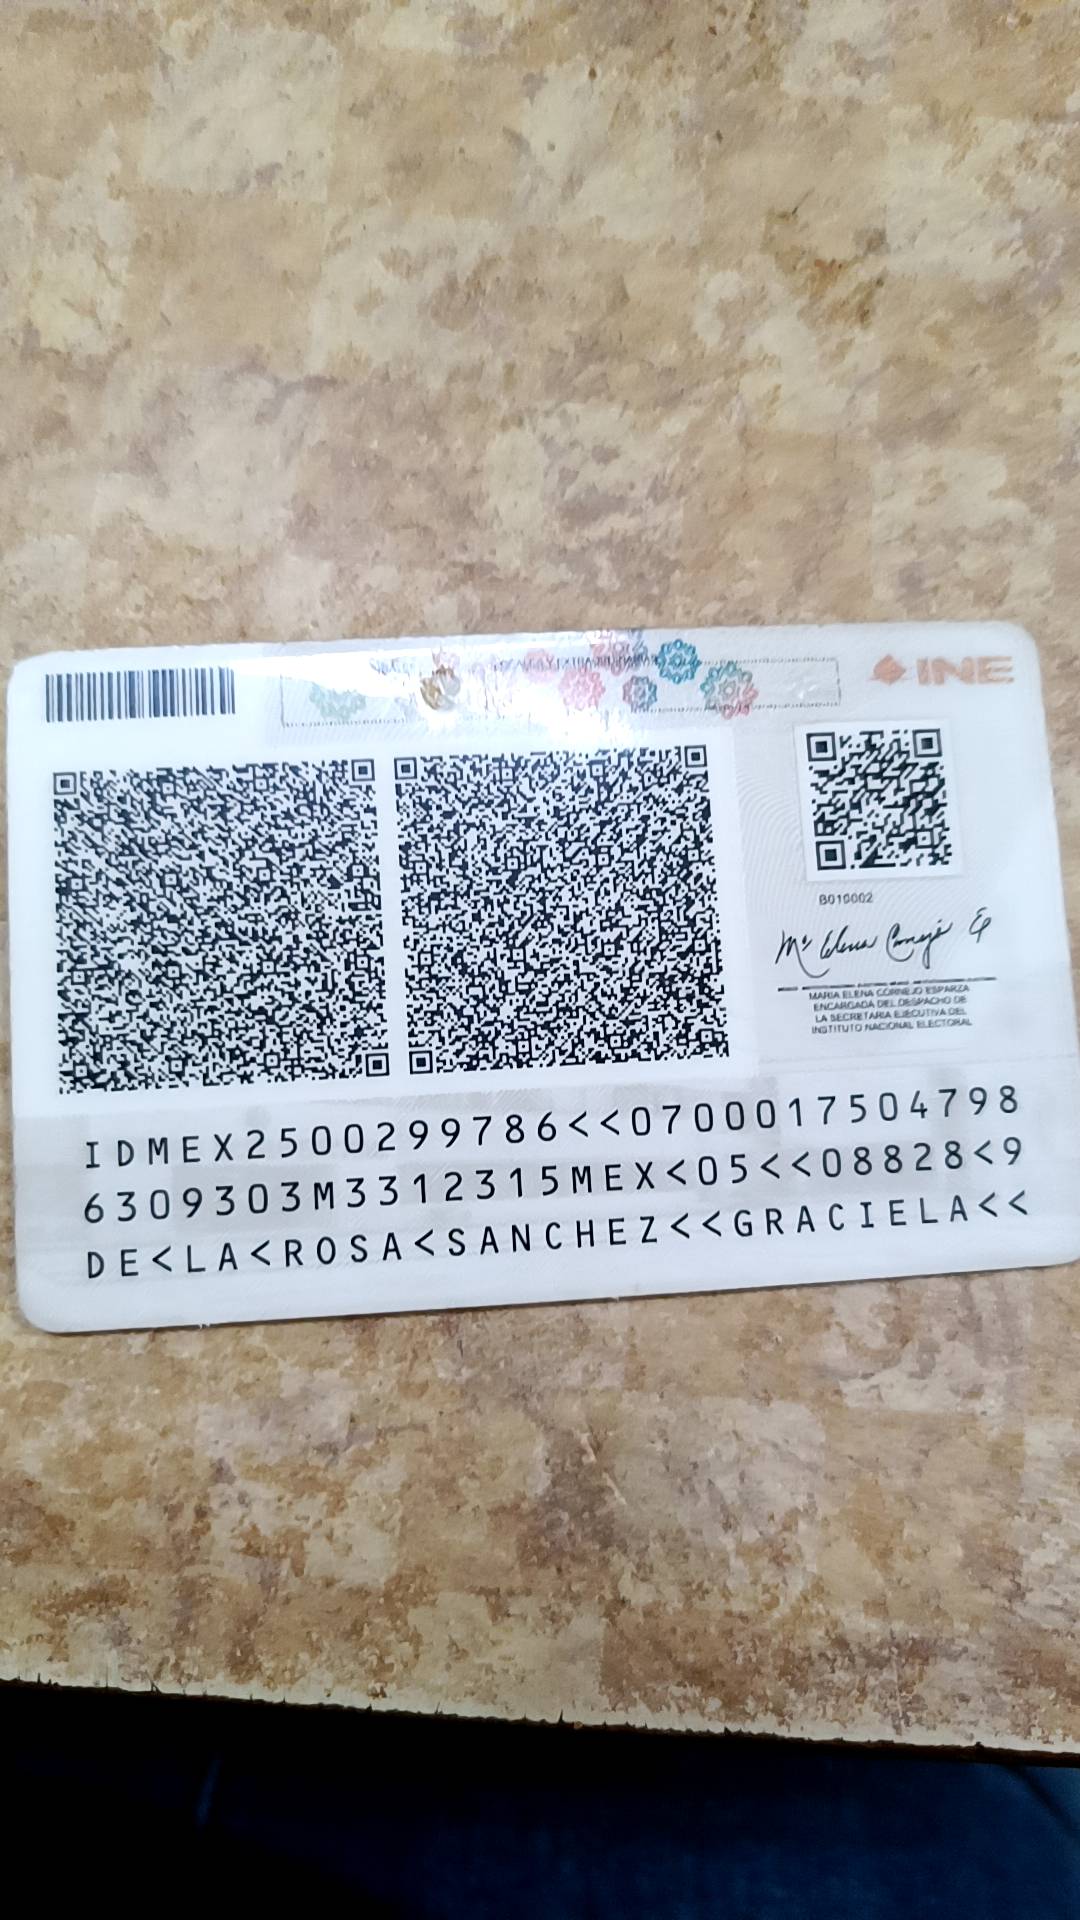 INE
B010002
MARIA ELENA CORNEJO ESPARZA
ENCARGADA DEL DESPACHO DE
LA SECRETARIA EJECUTIVA DEL
INSTITUTO NACIONAL ELECTORAL
IDMEX2500299786<<0700017504798
6309303M3312315MEX<05<<08828<9
DE<LA<ROSA<SANCHEZ<<GRACIELA<<